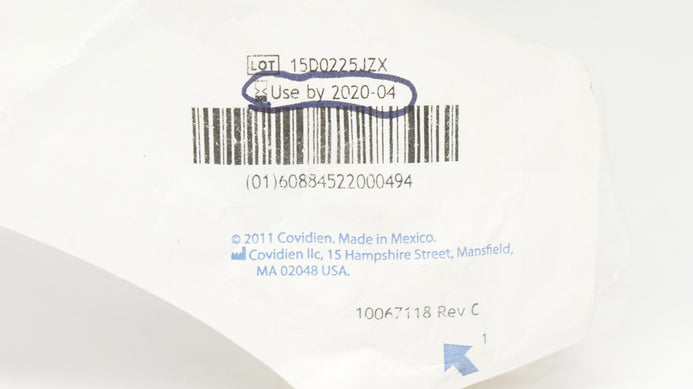 LOT 15D0225JZX
Use by 2020-04
(01)60884522000494
© 2011 Covidien. Made in Mexico.
Covidien llc, 15 Hampshire Street, Mansfield,
MA 02048 USA.
10067118 Rev C
1